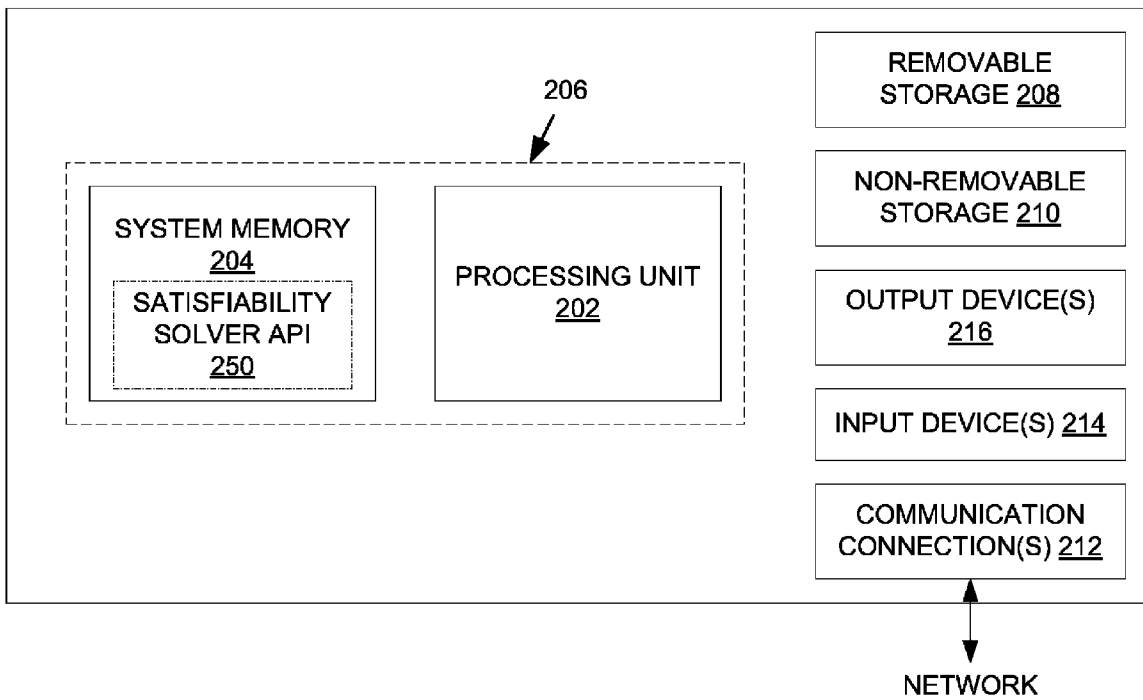 206
SYSTEM MEMORY
204
SATISFIABILITY
SOLVER API
250
PROCESSING UNIT
202
REMOVABLE
STORAGE 208
NON-REMOVABLE
STORAGE 210
OUTPUT DEVICE(S)
216
INPUT DEVICE(S) 214
COMMUNICATION
CONNECTION(S) 212
NETWORK